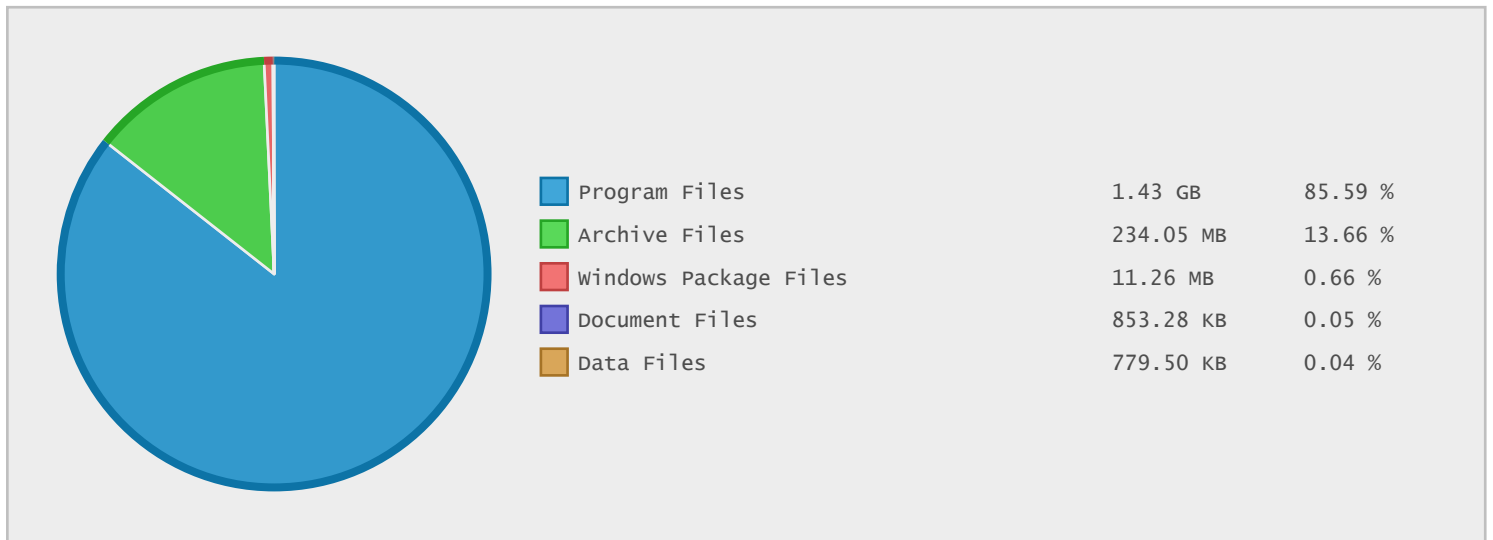 Program Files 1.43 GB 85.59 %
Archive Files 234.05 MB 13.66 %
Windows Package Files 11.26 MB 0.66 %
Document Files 853.28 KB 0.05 %
Data Files 779.50 KB 0.04 %